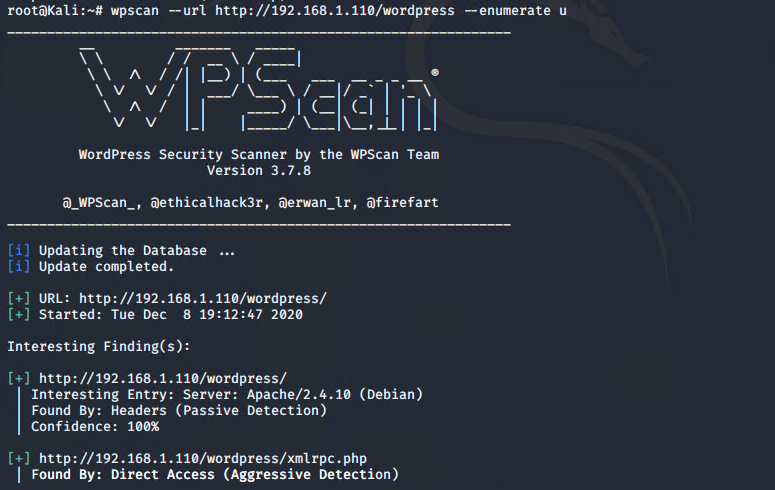 root@Kali:~# wpscan --url http://192.168.1.110/wordpress --enumerate u
WPScan ®
WordPress Security Scanner by the WPScan Team
Version 3.7.8
@_WPScan_, @ethicalhack3r, @erwan_lr, @firefart
[i] Updating the Database ...
[i] Update completed.
[+] URL: http://192.168.1.110/wordpress/
[+] Started: Tue Dec  8 19:12:47 2020
Interesting Finding(s):
[+] http://192.168.1.110/wordpress/
| Interesting Entry: Server: Apache/2.4.10 (Debian)
| Found By: Headers (Passive Detection)
| Confidence: 100%
[+] http://192.168.1.110/wordpress/xmlrpc.php
| Found By: Direct Access (Aggressive Detection)